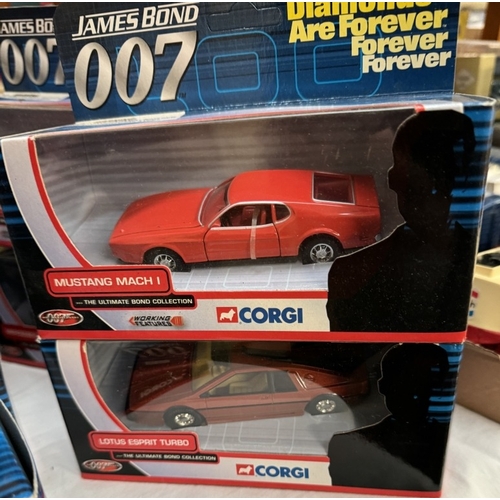 JAMES BOND
007
JAMES BOND
007
Diamonds
Are Forever
Forever
Forever
MUSTANG MACH I
007
THE ULTIMATE BOND COLLECTION
WORKING
FEATURES
CORGI
LOTUS ESPRIT TURBO
007
THE ULTIMATE BOND COLLECTION
CORGI